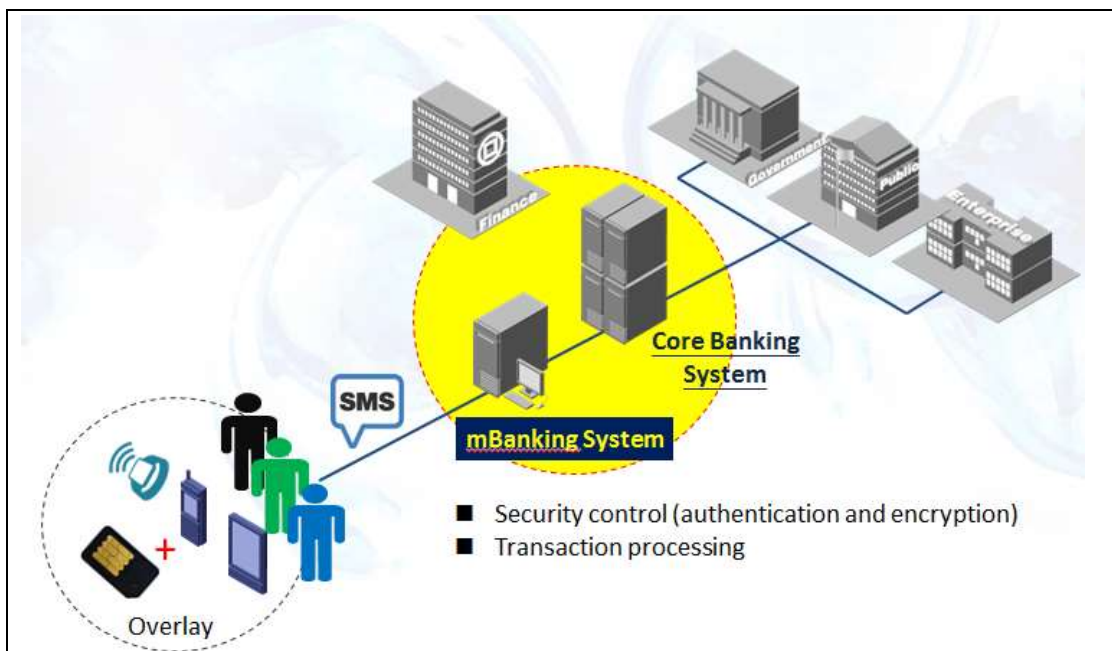 Finance
Government
Public
Enterprise
Core Banking
System
SMS
mBanking System
■ Security control (authentication and encryption)
■ Transaction processing
Overlay